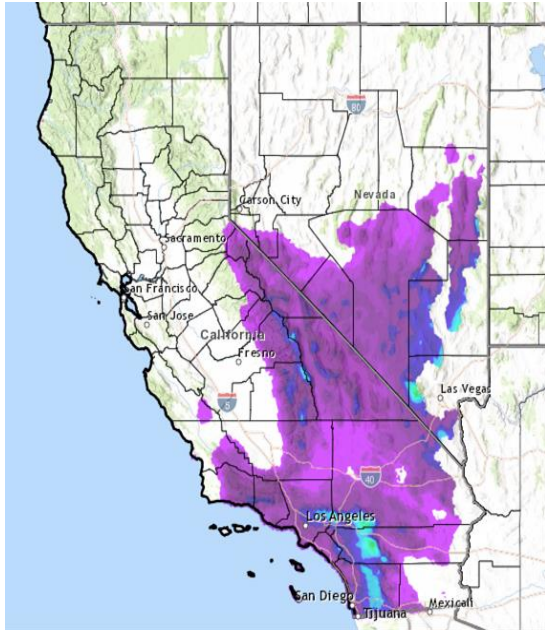 80
Carson City
Nevada
Sacramento
San Francisco
San Jose
California
Fresno
5
Las Vegas
40
Los Angeles
San Diego
Mexicali
Tijuana